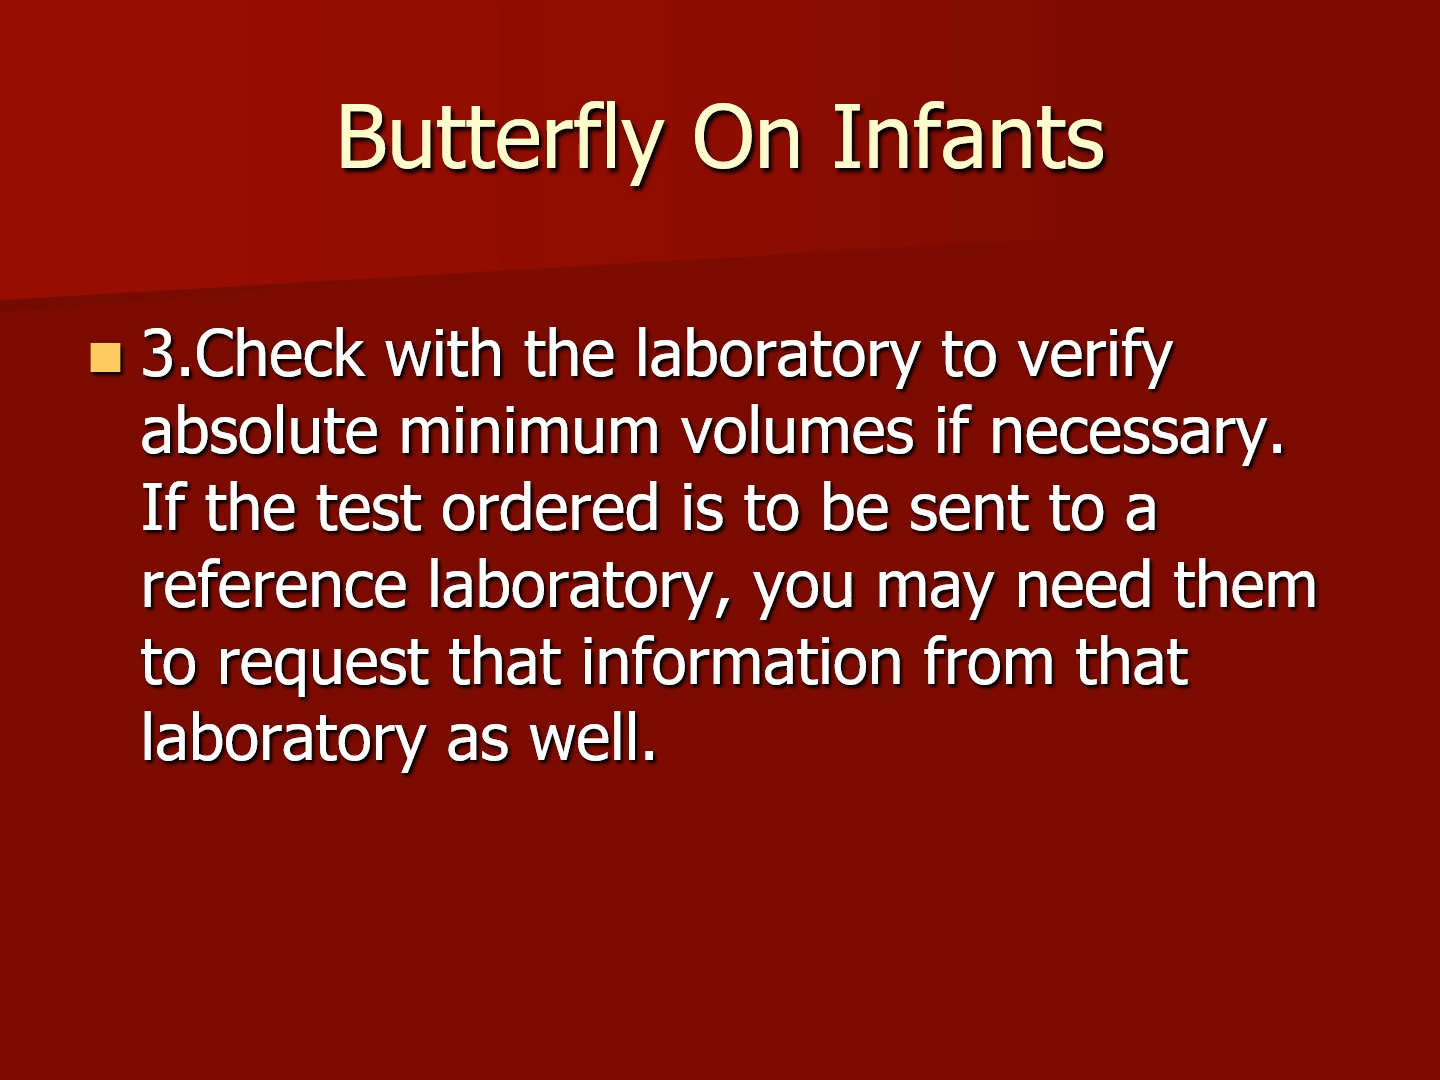 Butterfly On Infants
3.Check with the laboratory to verify
absolute minimum volumes if necessary.
If the test ordered is to be sent to a
reference laboratory, you may need them
to request that information from that
laboratory as well.